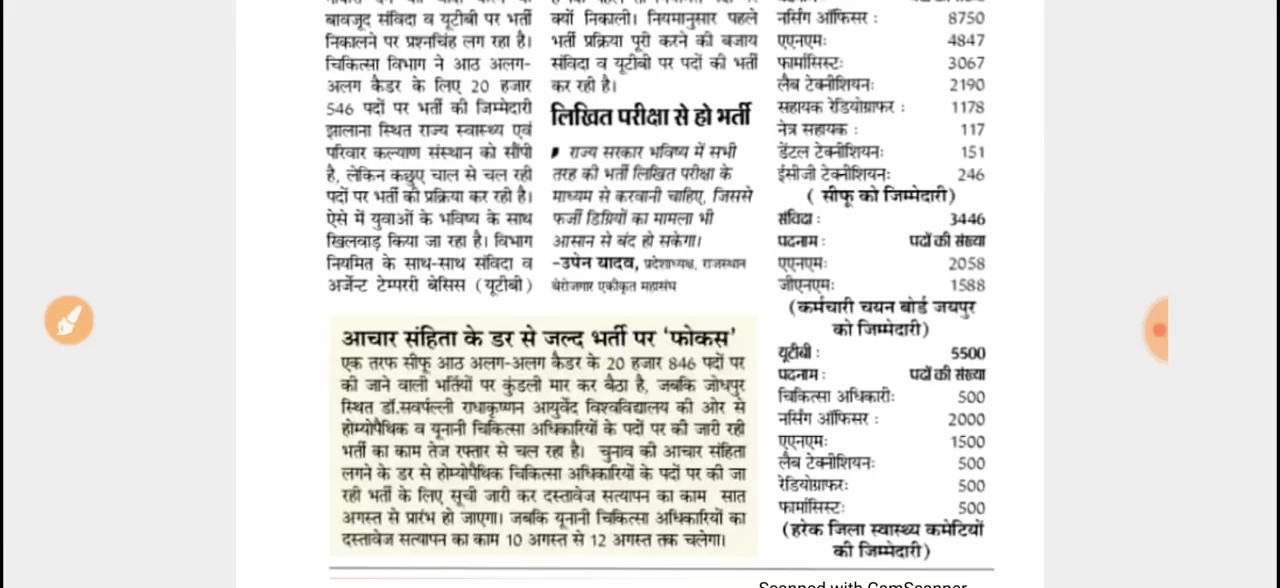 बावजूद संविदा व यूटीबी पर भर्ती
निकालने पर प्रश्नचिंह लग रहा है।
चिकित्सा विभाग ने आठ अलग-
अलग कैडर के लिए 20 हजार
546 पदों पर भर्ती की जिम्मेदारी
झालाना स्थित राज्य स्वास्थ्य एवं
परिवार कल्याण संस्थान को सौंपी
है, लेकिन कछुए चाल से चल रही
पदों पर भर्ती की प्रक्रिया कर रही है।
ऐसे में युवाओं के भविष्य के साथ
खिलवाड़ किया जा रहा है। विभाग
नियमित के साथ-साथ संविदा व
अर्जेन्ट टेम्परी बेसिस (यूटीबी)
क्यों निकाली। नियमानुसार पहले
भर्ती प्रक्रिया पूरी करने की बजाय
संविदा व यूटीबी पर पदों की भर्ती
कर रही है।
लिखित परीक्षा से हो भर्ती
राज्य सरकार भविष्य में सभी
तरह की भर्ती लिखित परीक्षा के
माध्यम से करवानी चाहिए, जिससे
फर्जी डिग्रियों का मामला भी
आसान से बंद हो सकेगा।
-उपेन यादव, प्रदेशाध्यक्ष, राजस्थान
बेरोजगार एकीकृत महासंघ
आचार संहिता के डर से जल्द भर्ती पर 'फोकस'
एक तरफ सीफू आठ अलग-अलग कैडर के 20 हजार 846 पदों पर
की जाने वाली भर्तियों पर कुंडली मार कर बैठा है, जबकि जोधपुर
स्थित डॉ.सवर्पल्ली राधाकृष्णन आयुर्वेद विश्वविद्यालय की ओर से
होम्योपैथिक व यूनानी चिकित्सा अधिकारियों के पदों पर की जारी रही
भर्ती का काम तेज रफ्तार से चल रहा है। चुनाव की आचार संहिता
लगने के डर से होम्योपैथिक चिकित्सा अधिकारियों के पदों पर की जा
रही भर्ती के लिए सूची जारी कर दस्तावेज सत्यापन का काम सात
अगस्त से प्रारंभ हो जाएगा। जबकि यूनानी चिकित्सा अधिकारियों का
दस्तावेज सत्यापन का काम 10 अगस्त से 12 अगस्त तक चलेगा।
नर्सिंग ऑफिसर : 8750
एएनएमः 4847
फार्मासिस्टः 3067
लैब टेक्नीशियनः 2190
सहायक रेडियोग्राफर : 1178
नेत्र सहायक : 117
डेंटल टेक्नीशियनः 151
ईसीजी टेक्नीशियनः 246
( सीफू को जिम्मेदारी)
संविदा : 3446
पदनाम : पदों की संख्या
एएनएमः 2058
जीएनएमः 1588
(कर्मचारी चयन बोर्ड जयपुर
को जिम्मेदारी)
यूटीबी : 5500
पदनाम : पदों की संख्या
चिकित्सा अधिकारीः 500
नर्सिंग ऑफिसर : 2000
एएनएमः 1500
लैब टेक्नीशियनः 500
रेडियोग्राफरः 500
फार्मासिस्टः 500
(हरेक जिला स्वास्थ्य कमेटियों
की जिम्मेदारी)
Scanned with CamScanner